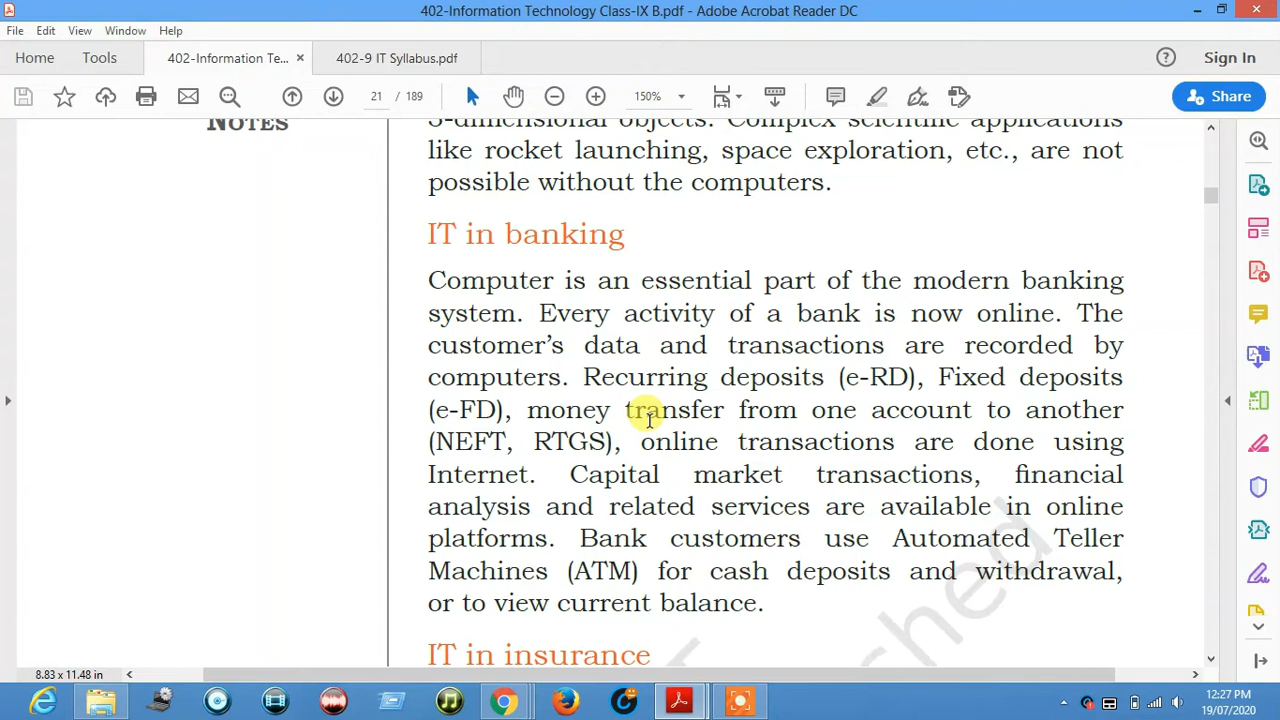 402-Information Technology Class-IX B.pdf - Adobe Acrobat Reader DC
File Edit View Window Help
Home Tools 402-Information Te... × 402-9 IT Syllabus.pdf Sign In
21 / 189 150% Share
NOTES
3-dimensional objects. Complex scientific applications
like rocket launching, space exploration, etc., are not
possible without the computers.
IT in banking
Computer is an essential part of the modern banking
system. Every activity of a bank is now online. The
customer's data and transactions are recorded by
computers. Recurring deposits (e-RD), Fixed deposits
(e-FD), money transfer from one account to another
(NEFT, RTGS), online transactions are done using
Internet. Capital market transactions, financial
analysis and related services are available in online
platforms. Bank customers use Automated Teller
Machines (ATM) for cash deposits and withdrawal,
or to view current balance.
IT in insurance
8.83 x 11.48 in
12:27 PM
19/07/2020